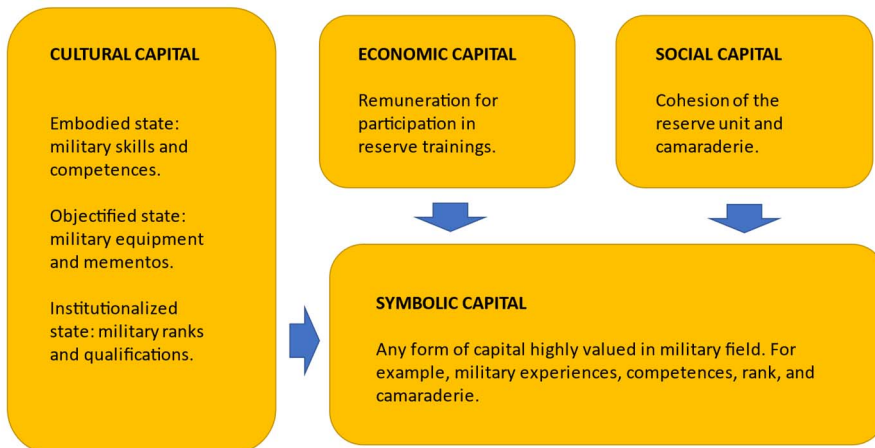 CULTURAL CAPITAL
Embodied state:
military skills and
competences.
Objectified state:
military equipment
and mementos.
Institutionalized
state: military ranks
and qualifications.
ECONOMIC CAPITAL
Remuneration for
participation in
reserve trainings.
SOCIAL CAPITAL
Cohesion of the
reserve unit and
camaraderie.
SYMBOLIC CAPITAL
Any form of capital highly valued in military field. For
example, military experiences, competences, rank, and
camaraderie.